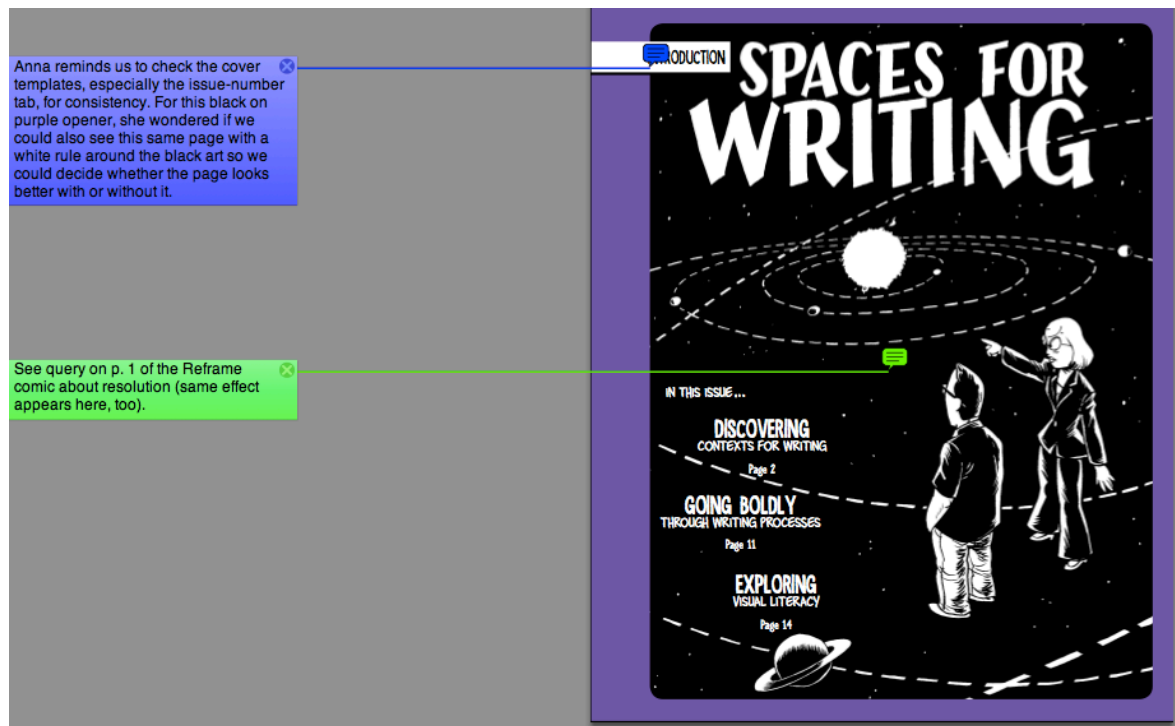 Anna reminds us to check the cover
templates, especially the issue-number
tab, for consistency. For this black on
purple opener, she wondered if we
could also see this same page with a
white rule around the black art so we
could decide whether the page looks
better with or without it.
See query on p. 1 of the Reframe
comic about resolution (same effect
appears here, too).
INTRODUCTION
SPACES FOR
WRITING
IN THIS ISSUE...
DISCOVERING
CONTEXTS FOR WRITING
Page 2
GOING BOLDLY
THROUGH WRITING PROCESSES
Page 11
EXPLORING
VISUAL LITERACY
Page 14